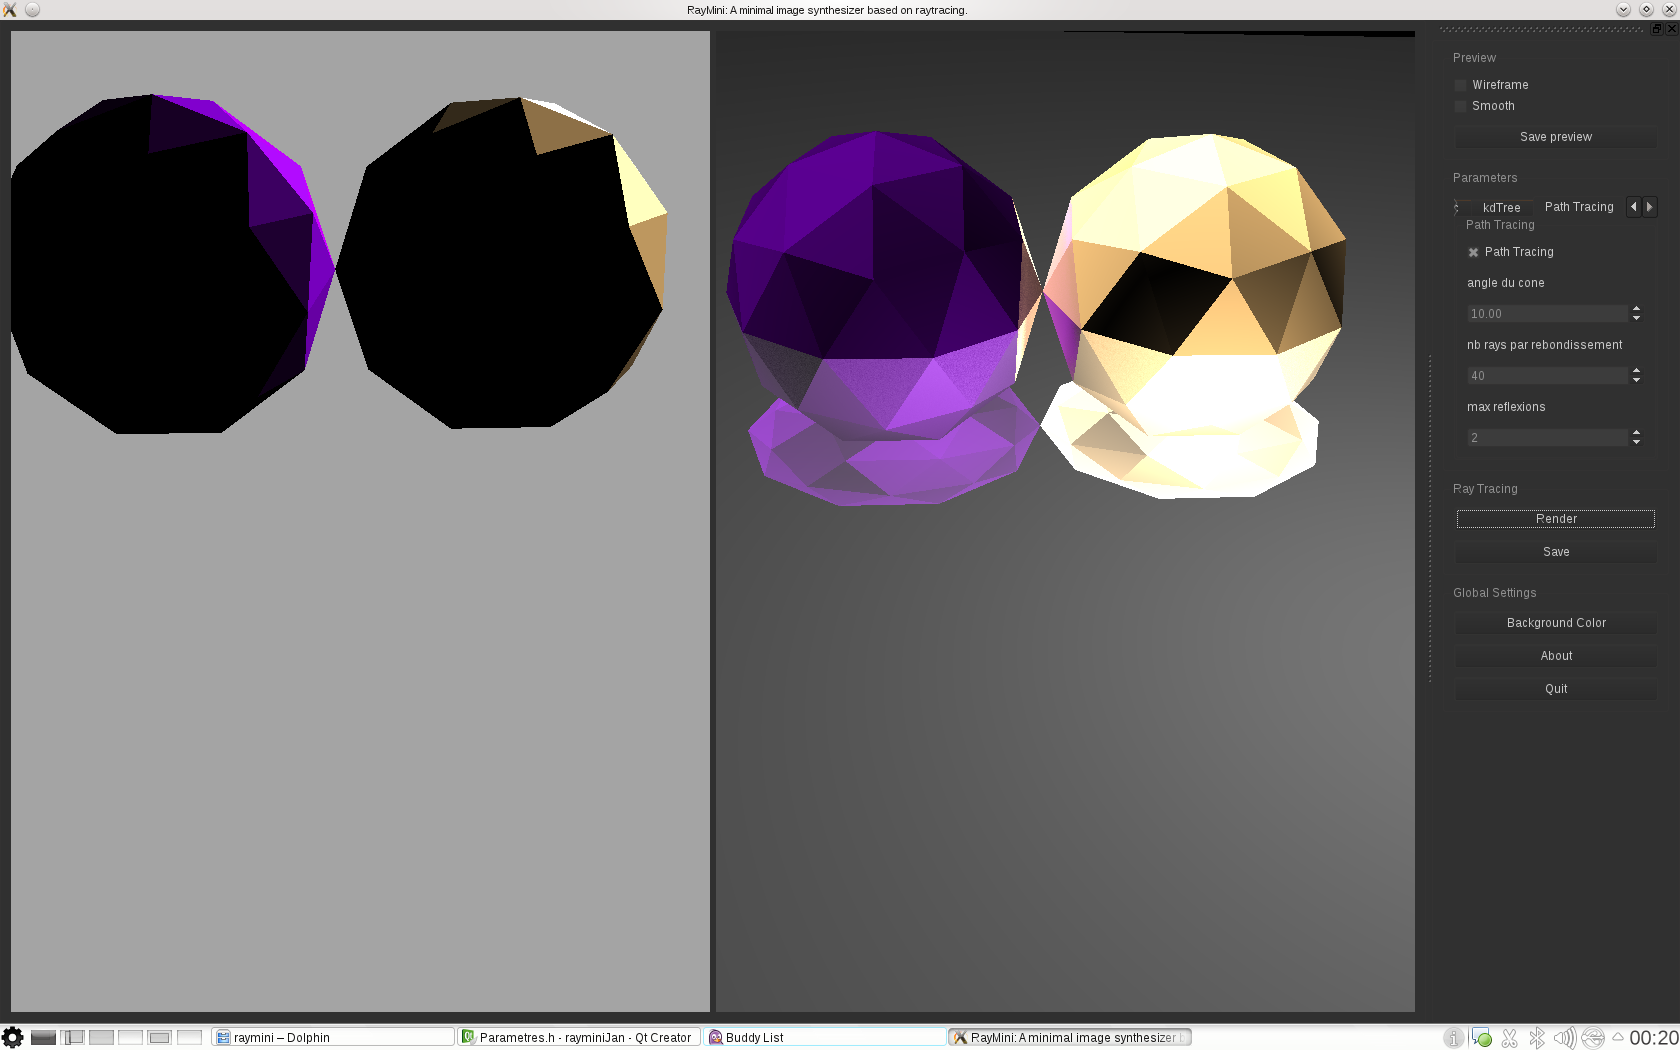 RayMini: A minimal image synthesizer based on raytracing.
Preview
Wireframe
Smooth
Save preview
Parameters
kdTree
Path Tracing
Path Tracing
Path Tracing
angle du cone
10.00
nb rays par rebondissement
40
max reflexions
2
Ray Tracing
Render
Save
Global Settings
Background Color
About
Quit
raymini – Dolphin
Parametres.h - rayminiJan - Qt Creator
Buddy List
RayMini: A minimal image synthesizer
00:20